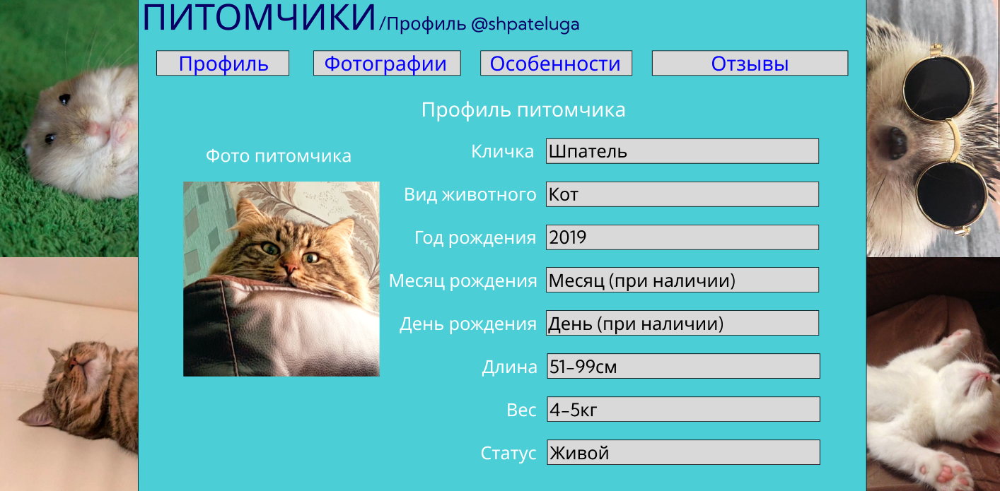 ПИТОМЧИКИ/Профиль @shpateluga
Профиль Фотографии Особенности Отзывы
Профиль питомчика
Фото питомчика
Кличка Шпатель
Вид животного Кот
Год рождения 2019
Месяц рождения Месяц (при наличии)
День рождения День (при наличии)
Длина 51-99см
Вес 4-5кг
Статус Живой